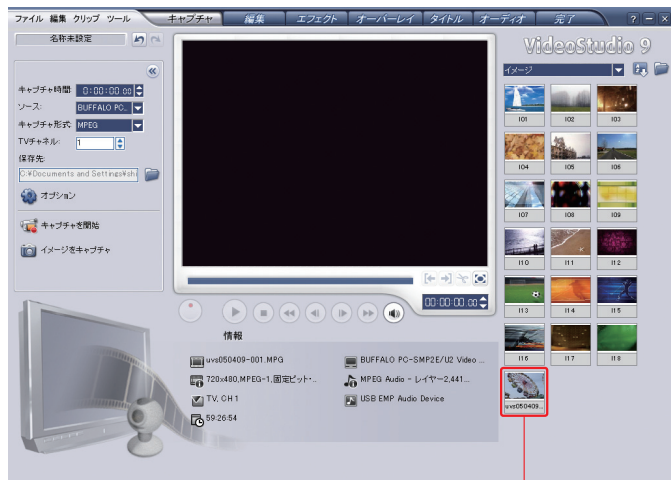 ファイル 編集 クリップ ツール
キャプチャ 編集 エフェクト オーバーレイ タイトル オーディオ 完了
名称未設定
VideoStudio 9
イメージ
キャプチャ時間: 0:00:00.00
ソース: BUFFALO PC..
キャプチャ形式: MPEG
TVチャネル: 1
保存先:
C:¥Documents and Settings¥shi
オプション
キャプチャを開始
イメージをキャプチャ
I01 I02 I03
I04 I05 I06
I07 I08 I09
I10 I11 I12
I13 I14 I15
I16 I17 I18
uvs050409...
00:00:00.00
情報
uvs050409-001.MPG
BUFFALO PC-SMP2E/U2 Video ...
720x480,MPEG-1,固定ビット・..
MPEG Audio - レイヤー2,441...
TV, CH 1
USB EMP Audio Device
59:26:54